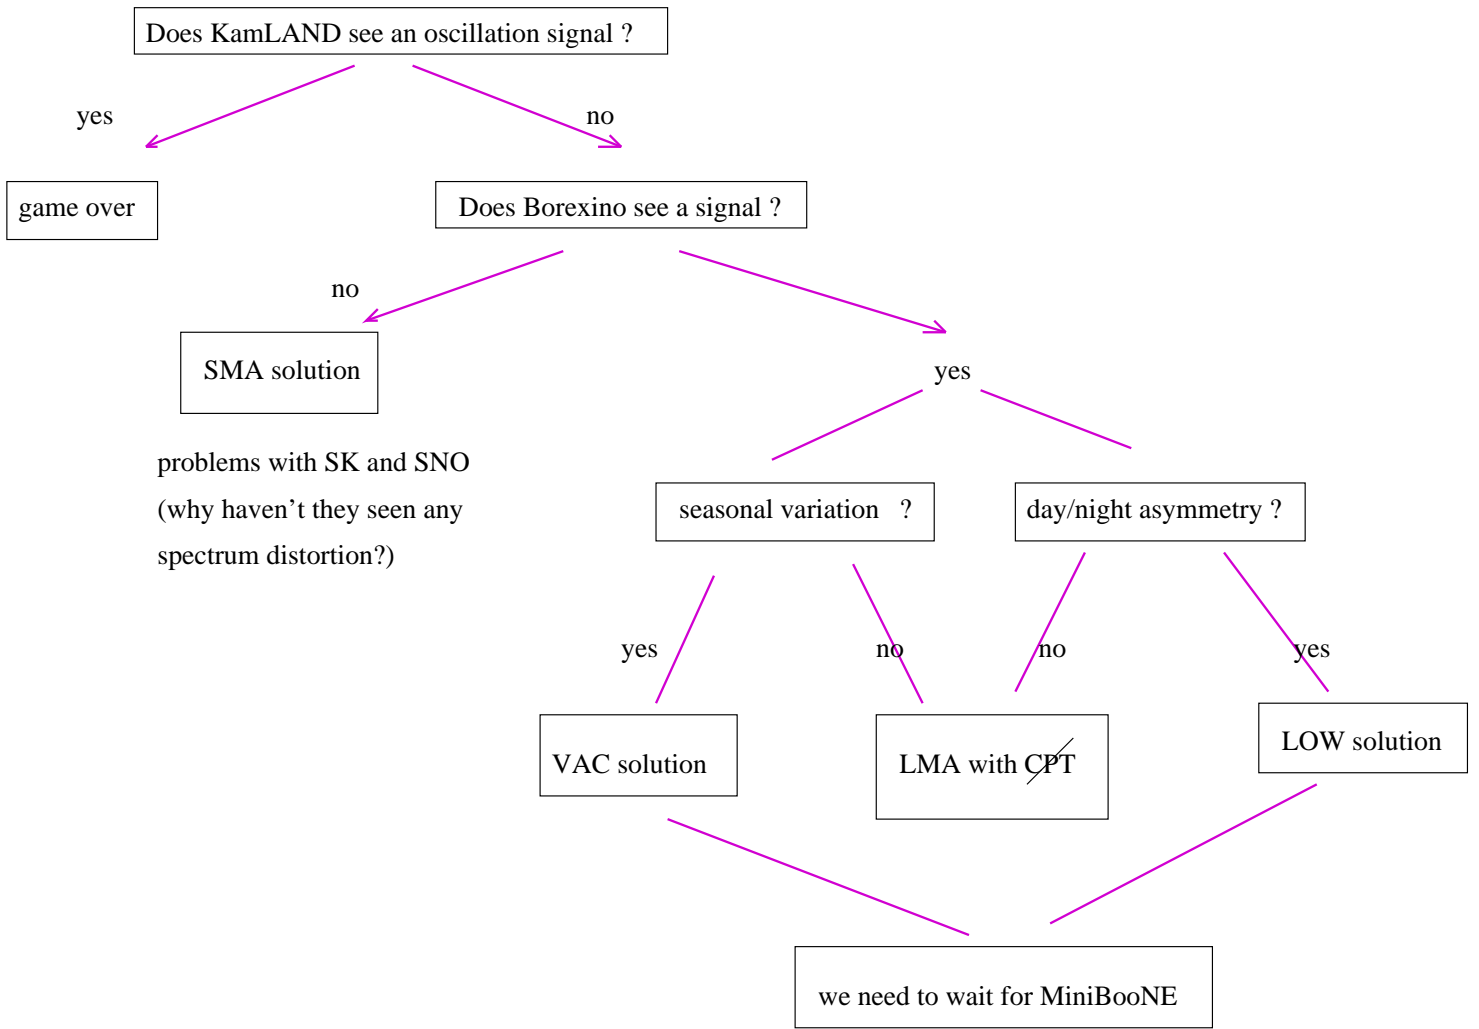 Does KamLAND see an oscillation signal ?
yes
no
game over
Does Borexino see a signal ?
no
SMA solution
yes
problems with SK and SNO
(why haven't they seen any
spectrum distortion?)
seasonal variation ?
day/night asymmetry ?
yes
no
no
yes
VAC solution
LMA with CPT
LOW solution
we need to wait for MiniBooNE